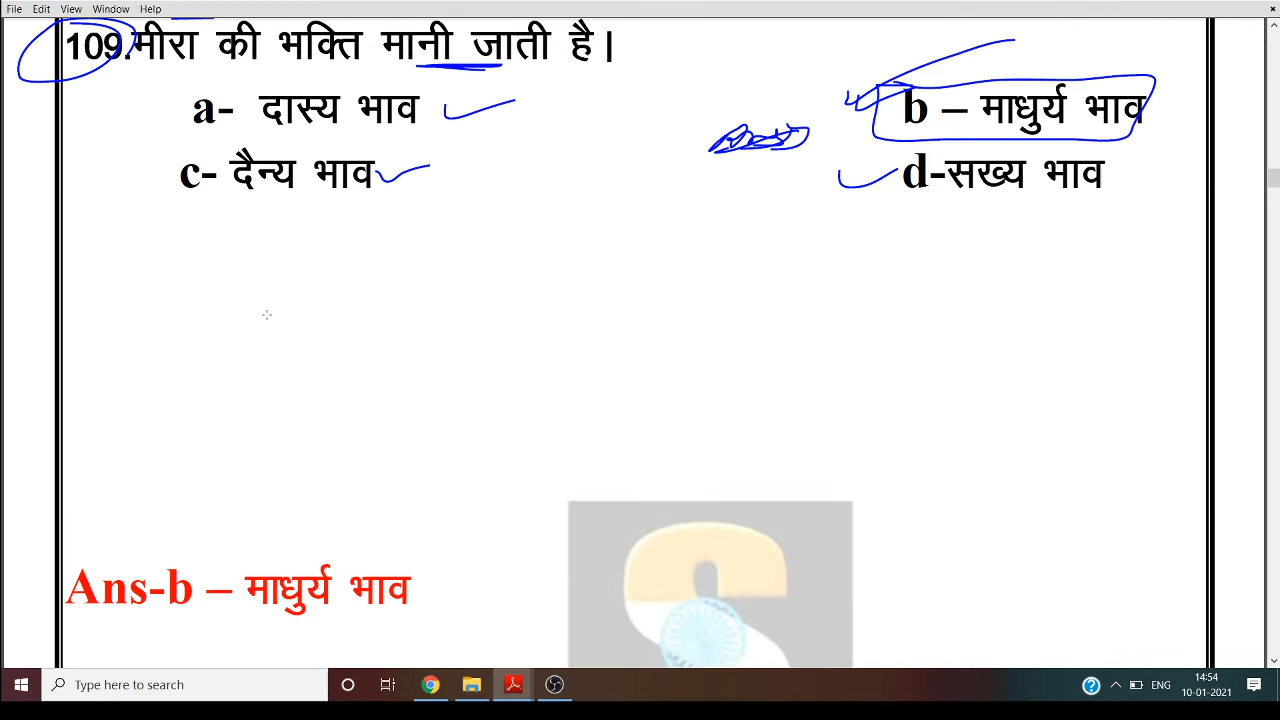 File Edit View Window Help
109.मीरा की भक्ति मानी जाती है।
a- दास्य भाव b – माधुर्य भाव
c- दैन्य भाव d-सख्य भाव
Ans-b – माधुर्य भाव
Type here to search
ENG
14:54
10-01-2021